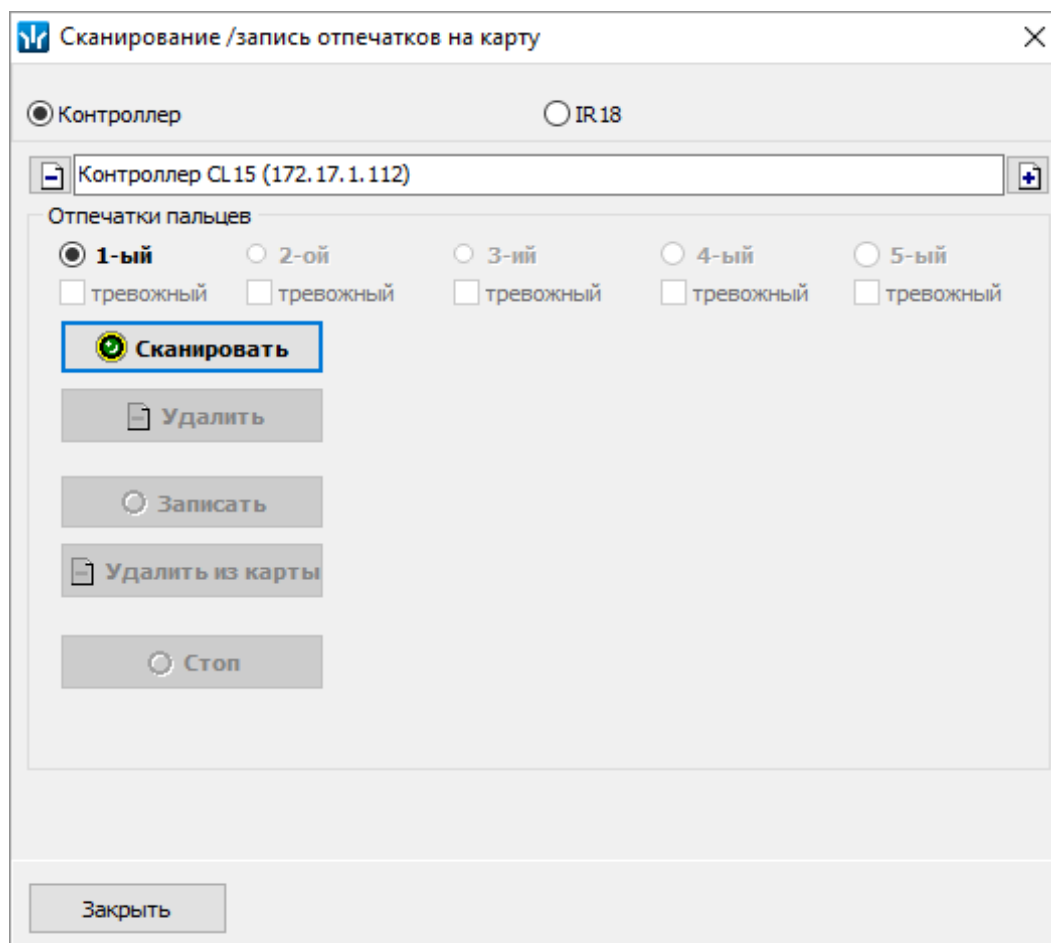 Сканирование /запись отпечатков на карту
Контроллер IR18
Контроллер CL15 (172.17.1.112)
Отпечатки пальцев
1-ый 2-ой 3-ий 4-ый 5-ый
тревожный тревожный тревожный тревожный тревожный
Сканировать
Удалить
Записать
Удалить из карты
Стоп
Закрыть